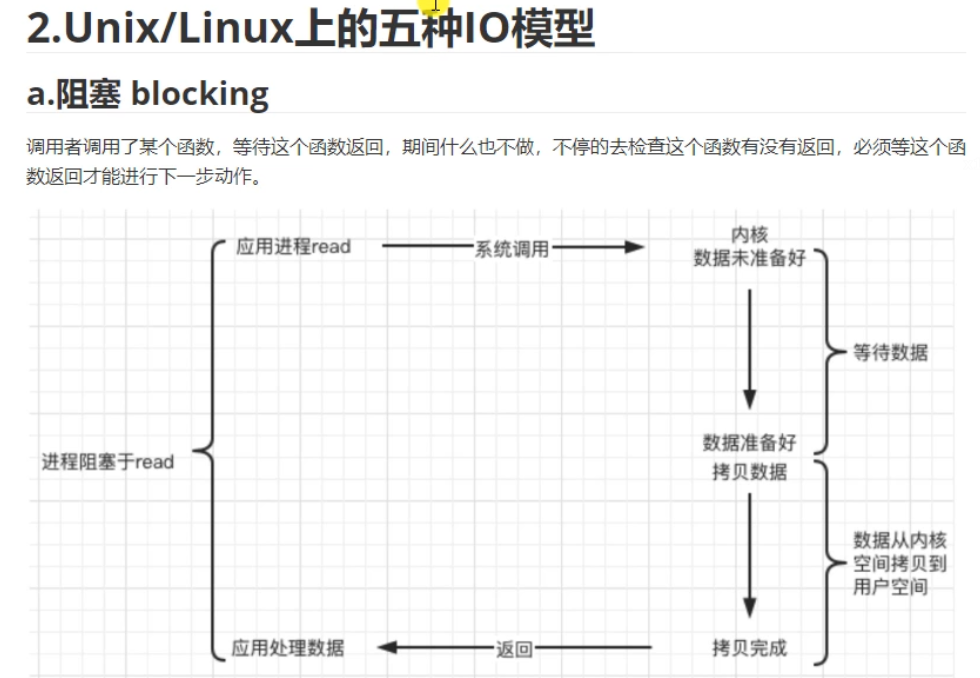 2.Unix/Linux上的五种IO模型
a.阻塞 blocking
调用者调用了某个函数，等待这个函数返回，期间什么也不做，不停的去检查这个函数有没有返回，必须等这个函
数返回才能进行下一步动作。
应用进程read
系统调用
内核
数据未准备好
等待数据
数据准备好
进程阻塞于read
拷贝数据
数据从内核
空间拷贝到
用户空间
应用处理数据
返回
拷贝完成